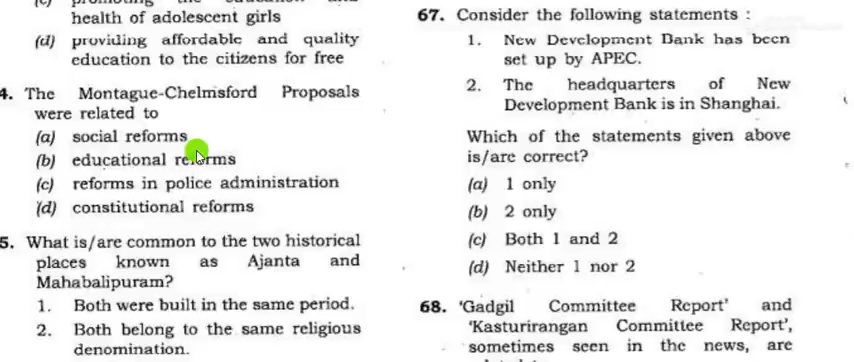 health of adolescent girls
(d) providing affordable and quality
education to the citizens for free
4. The Montague-Chelmsford Proposals
were related to
(a) social reforms
(b) educational reforms
(c) reforms in police administration
(d) constitutional reforms
5. What is/are common to the two historical
places known as Ajanta and
Mahabalipuram?
1. Both were built in the same period.
2. Both belong to the same religious
denomination.
67. Consider the following statements :
1. New Development Bank has been
set up by APEC.
2. The headquarters of New
Development Bank is in Shanghai.
Which of the statements given above
is/are correct?
(a) 1 only
(b) 2 only
(c) Both 1 and 2
(d) Neither 1 nor 2
68. 'Gadgil Committee Report' and
'Kasturirangan Committee Report',
sometimes seen in the news, are